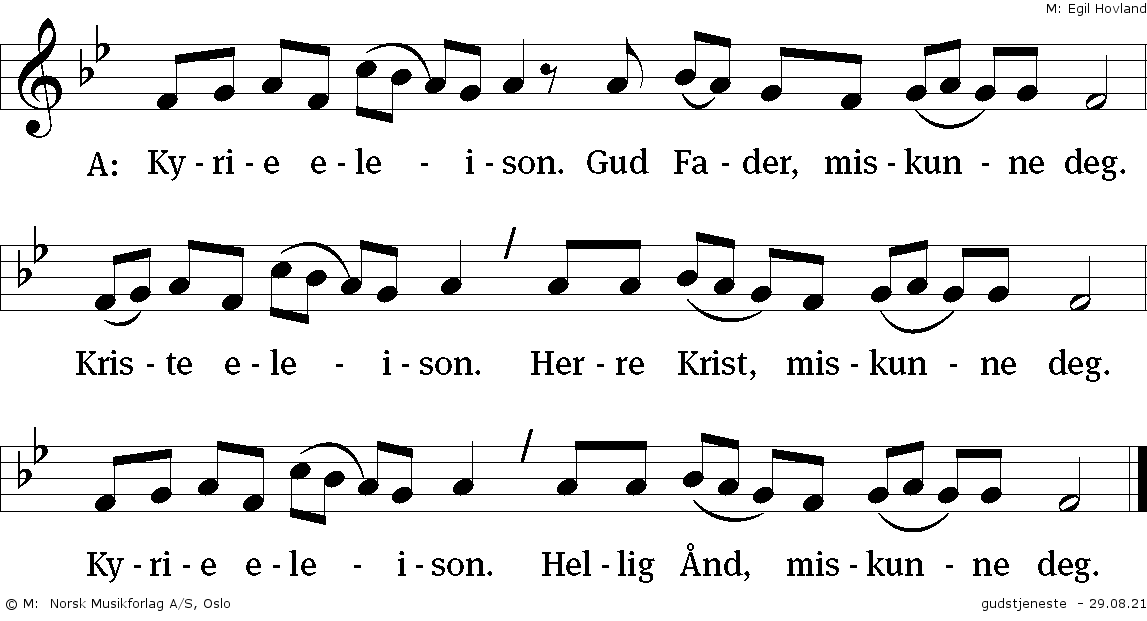 M: Egil Hovland
A: Ky - ri - e e - le - i - son. Gud Fa - der, mis - kun - ne deg.
Kris - te e - le - i - son. Her - re Krist, mis - kun - ne deg.
Ky - ri - e e - le - i - son. Hel - lig Ånd, mis - kun - ne deg.
© M: Norsk Musikforlag A/S, Oslo
gudstjeneste - 29.08.21